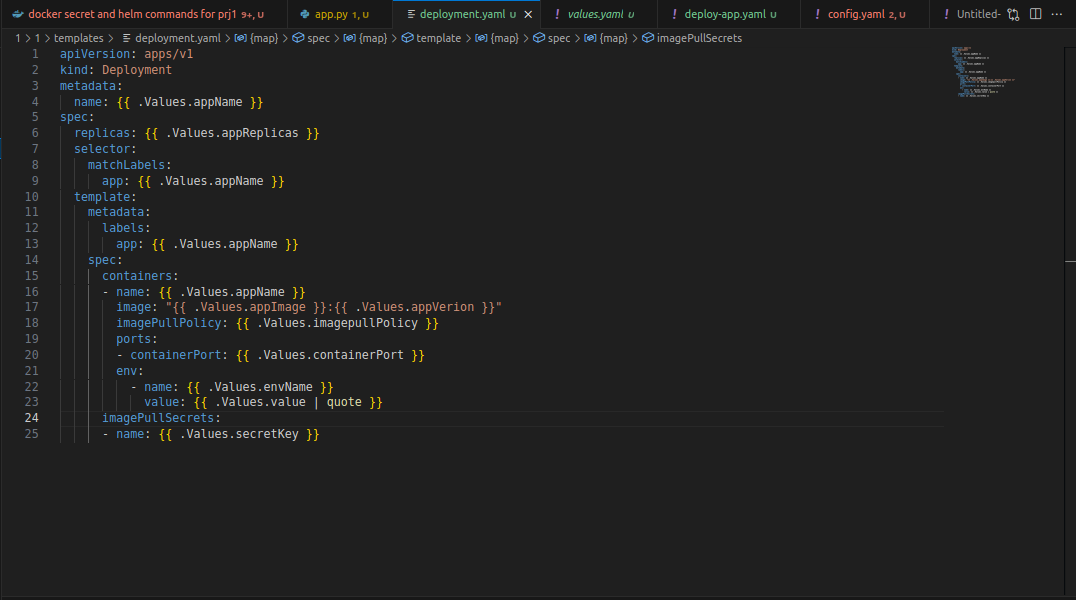 docker secret and helm commands for prj1 9+, U app.py 1, U deployment.yaml U values.yaml U deploy-app.yaml U config.yaml 2, U Untitled-
1 > 1 > templates > deployment.yaml > {map} > spec > {map} > template > {map} > spec > {map} > imagePullSecrets
1 apiVersion: apps/v1
2 kind: Deployment
3 metadata:
4 name: {{ .Values.appName }}
5 spec:
6 replicas: {{ .Values.appReplicas }}
7 selector:
8 matchLabels:
9 app: {{ .Values.appName }}
10 template:
11 metadata:
12 labels:
13 app: {{ .Values.appName }}
14 spec:
15 containers:
16 - name: {{ .Values.appName }}
17 image: "{{ .Values.appImage }}:{{ .Values.appVerion }}"
18 imagePullPolicy: {{ .Values.imagepullPolicy }}
19 ports:
20 - containerPort: {{ .Values.containerPort }}
21 env:
22 - name: {{ .Values.envName }}
23 value: {{ .Values.value | quote }}
24 imagePullSecrets:
25 - name: {{ .Values.secretKey }}